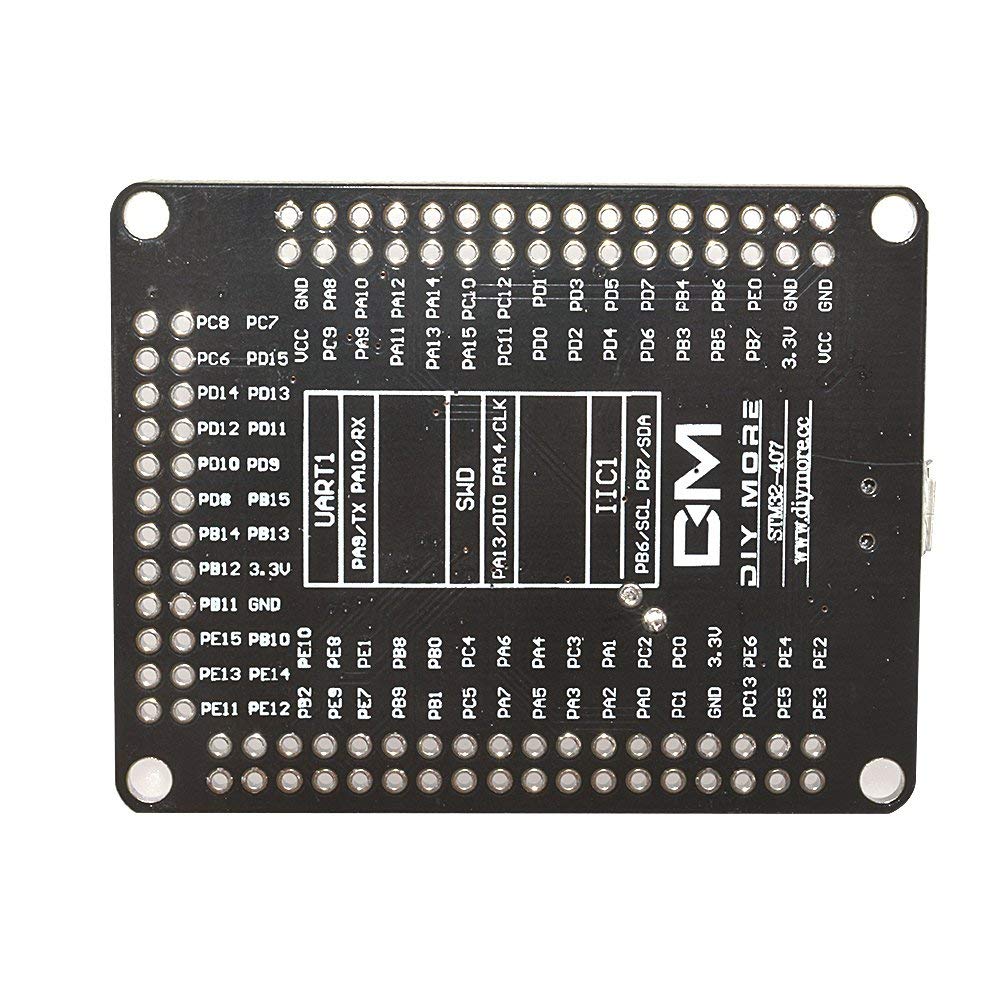 GND PA8 PA10 PA12 PA14 PC10 PC12 PD1 PD3 PD5 PD7 PB4 PB6 PE0 GND GND
VCC PC9 PA9 PA11 PA13 PA15 PC11 PD0 PD2 PD4 PD6 PB3 PB5 PB7 3.3V VCC
PC8 PC7
PC6 PD15
PD14 PD13
PD12 PD11
PD10 PD9
PD8 PB15
PB14 PB13
PB12 3.3V
PB11 GND
PE15 PB10
PE13 PE14
PE11 PE12
UART1
PA9/TX PA10/RX
SWD
PA13/DIO PA14/CLK
IIC1
PB6/SCL PB7/SDA
DM
DIY MORE
STM32-407
www.diymore.cc
PE10 PE8 PE1 PB8 PB0 PC4 PA6 PA4 PC3 PA1 PC2 PC0 3.3V PE6 PE4 PE2
PB2 PE9 PE7 PB9 PB1 PC5 PA7 PA5 PA3 PA2 PA0 PC1 GND PC13 PE5 PE3